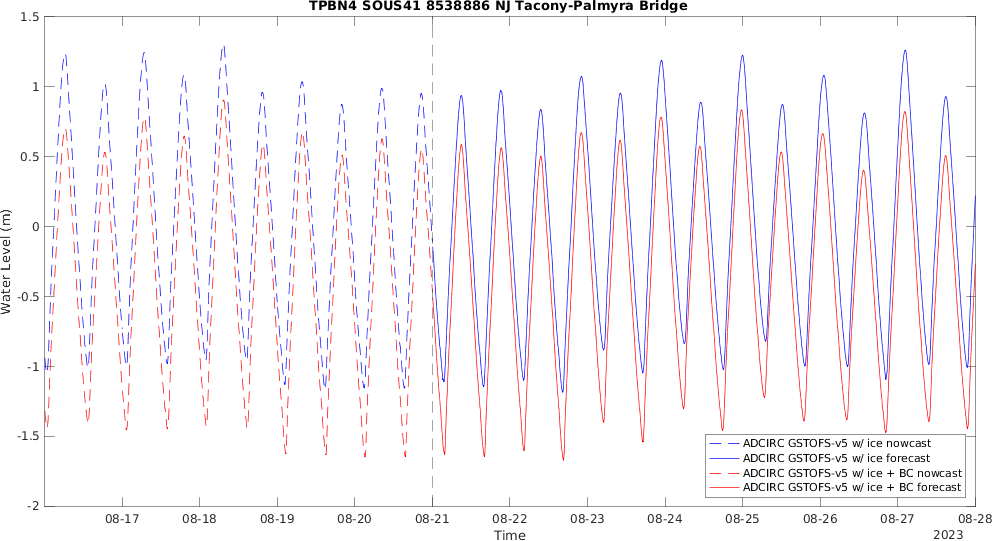 TPBN4 SOUS41 8538886 NJ Tacony-Palmyra Bridge
1.5
1
0.5
0
-0.5
-1
-1.5
-2
Water Level (m)
08-17 08-18 08-19 08-20 08-21 08-22 08-23 08-24 08-25 08-26 08-27 08-28
Time
2023
ADCIRC GSTOFS-v5 w/ ice nowcast
ADCIRC GSTOFS-v5 w/ ice forecast
ADCIRC GSTOFS-v5 w/ ice + BC nowcast
ADCIRC GSTOFS-v5 w/ ice + BC forecast